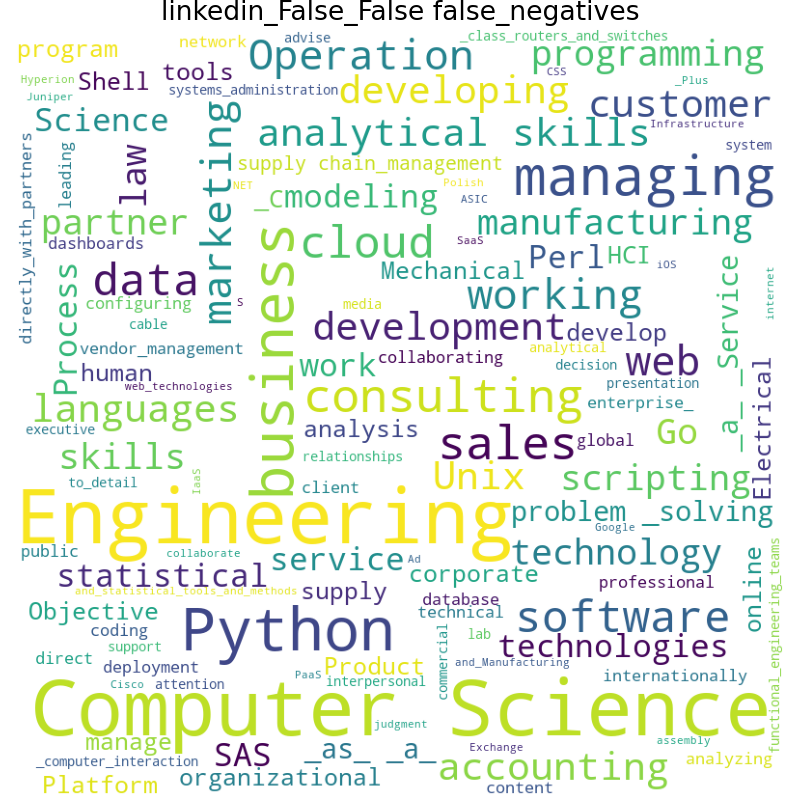 linkedin_False_False false_negatives
program
network
advise
Operation
_class_routers_and_switches
programming
Hyperion
Shell
tools
systems_administration
developing
CSS
_Plus
customer
Juniper
Science
marketing
analytical skills
Infrastructure
system
directly_with_partners
leading
law
supply chain_management
NET
Polish
managing
ASIC
_C
modeling
partner
manufacturing
dashboards
business
cloud
SaaS
Perl
HCI
iOS
internet
Process
data
Mechanical
_a_ _Service
configuring
S
media
working
cable
development
develop
vendor_management
work
collaborating
analytical
decision
web
human
web_technologies
presentation
Electrical
languages
consulting
enterprise_
executive
analysis
sales
global
Go
skills
relationships
to_detail
IaaS
client
Unix
scripting
Engineering
problem _solving
Google
public
collaborate
service
Ad
technology
online
functional_engineering_teams
statistical
corporate
professional
and_statistical_tools_and_methods
supply
database
Objective
Python
technical
software
coding
support
lab
technologies
direct
deployment
Product
commercial
and_Manufacturing
internationally
Cisco
attention
PaaS
interpersonal
Computer Science
judgment
manage
SAS
_as_ _a_
Exchange
assembly
_computer_interaction
accounting
analyzing
Platform
organizational
content